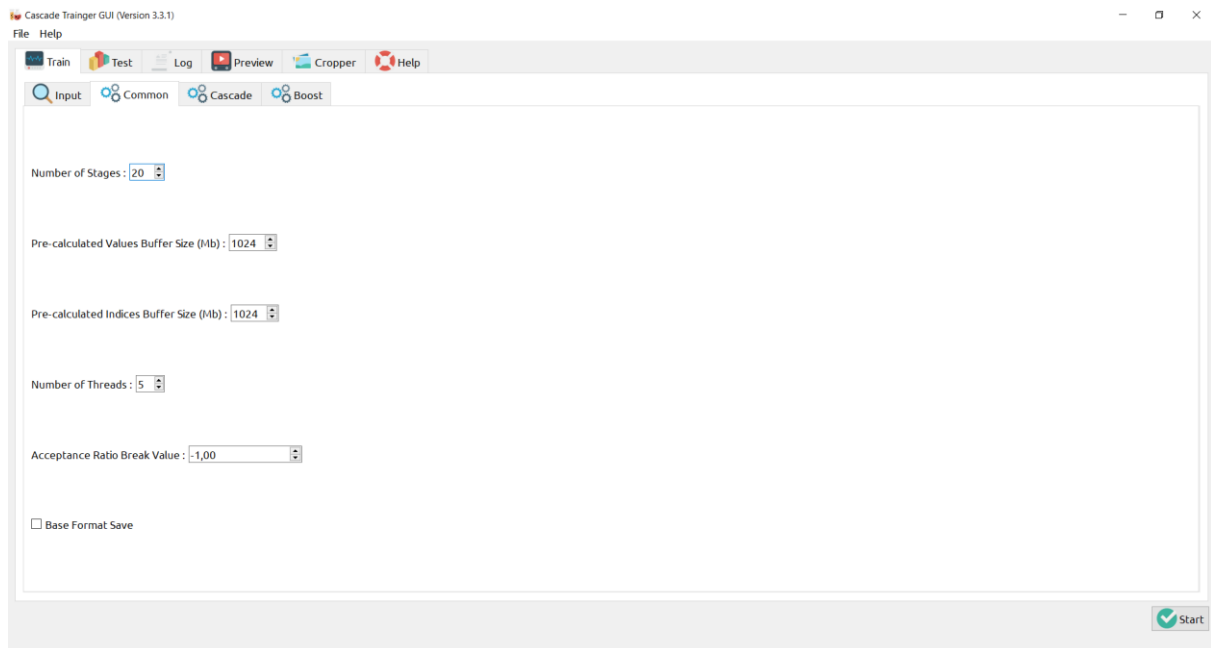 Cascade Trainger GUI (Version 3.3.1)
File Help
Train Test Log Preview Cropper Help
Input Common Cascade Boost
Number of Stages : 20
Pre-calculated Values Buffer Size (Mb) : 1024
Pre-calculated Indices Buffer Size (Mb) : 1024
Number of Threads : 5
Acceptance Ratio Break Value : -1,00
Base Format Save
Start